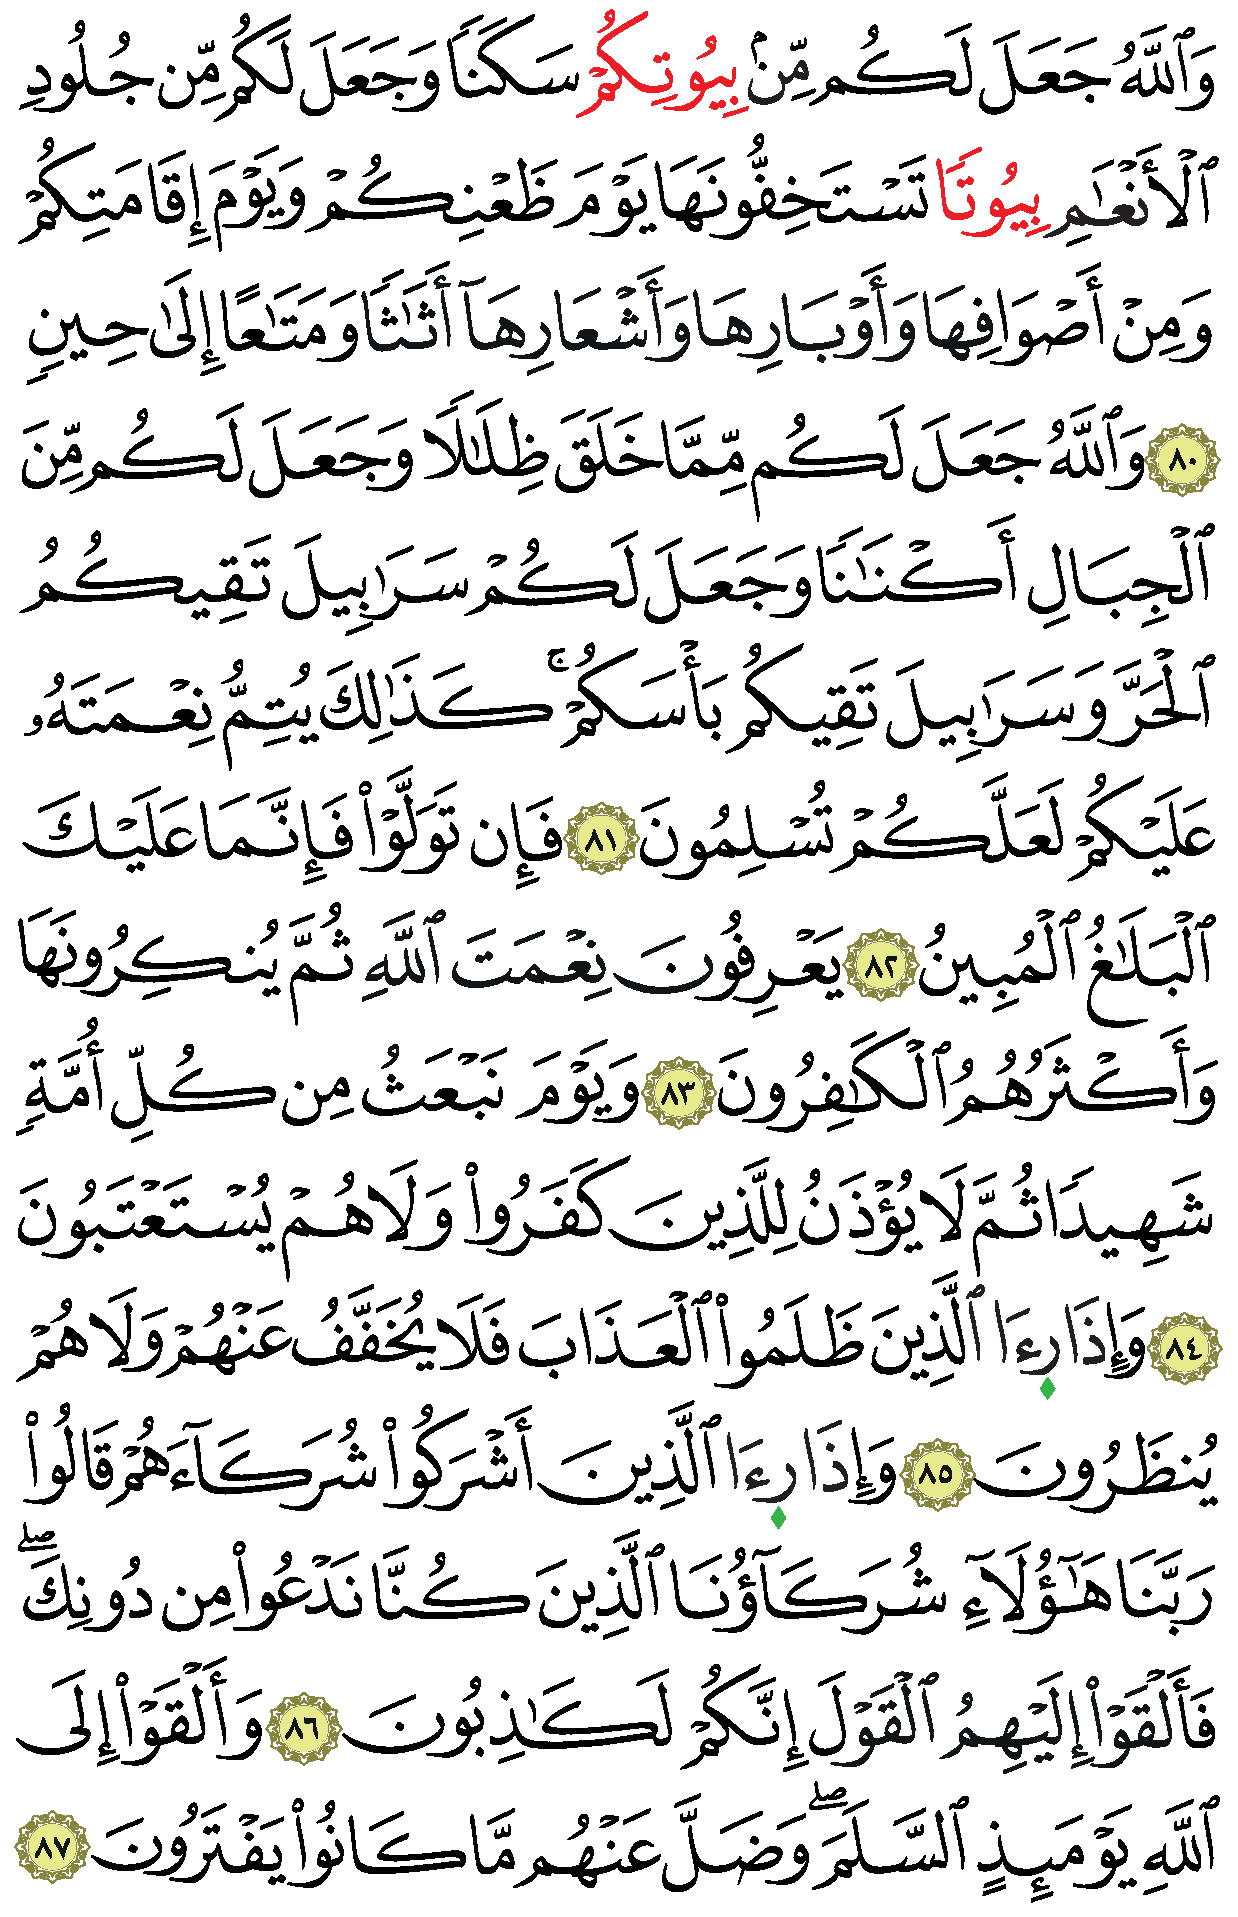 وَٱللَّهُ جَعَلَ لَكُم مِّنۢ بِيُوتِكُمْ سَكَنًا وَجَعَلَ لَكُم مِّن جُلُودِ
ٱلْأَنْعَٰمِ بِيُوتًا تَسْتَخِفُّونَهَا يَوْمَ ظَعْنِكُمْ وَيَوْمَ إِقَامَتِكُمْ
وَمِنْ أَصْوَافِهَا وَأَوْبَارِهَا وَأَشْعَارِهَآ أَثَٰثًا وَمَتَٰعًا إِلَىٰ حِينٍ
٨٠ وَٱللَّهُ جَعَلَ لَكُم مِّمَّا خَلَقَ ظِلَٰلًا وَجَعَلَ لَكُم مِّنَ
ٱلْجِبَالِ أَكْنَٰنًا وَجَعَلَ لَكُمْ سَرَٰبِيلَ تَقِيكُمُ
ٱلْحَرَّ وَسَرَٰبِيلَ تَقِيكُم بَأْسَكُمْ ۚ كَذَٰلِكَ يُتِمُّ نِعْمَتَهُۥ
عَلَيْكُمْ لَعَلَّكُمْ تُسْلِمُونَ ٨١ فَإِن تَوَلَّوْا۟ فَإِنَّمَا عَلَيْكَ
ٱلْبَلَٰغُ ٱلْمُبِينُ ٨٢ يَعْرِفُونَ نِعْمَتَ ٱللَّهِ ثُمَّ يُنكِرُونَهَا
وَأَكْثَرُهُمُ ٱلْكَٰفِرُونَ ٨٣ وَيَوْمَ نَبْعَثُ مِن كُلِّ أُمَّةٍ
شَهِيدًا ثُمَّ لَا يُؤْذَنُ لِلَّذِينَ كَفَرُوا۟ وَلَا هُمْ يُسْتَعْتَبُونَ
٨٤ وَإِذَا رِءَا ٱلَّذِينَ ظَلَمُوا۟ ٱلْعَذَابَ فَلَا يُخَفَّفُ عَنْهُمْ وَلَا هُمْ
يُنظَرُونَ ٨٥ وَإِذَا رِءَا ٱلَّذِينَ أَشْرَكُوا۟ شُرَكَآءَهُمْ قَالُوا۟
رَبَّنَا هَٰٓؤُلَآءِ شُرَكَآؤُنَا ٱلَّذِينَ كُنَّا نَدْعُوا۟ مِن دُونِكَ ۖ
فَأَلْقَوْا۟ إِلَيْهِمُ ٱلْقَوْلَ إِنَّكُمْ لَكَٰذِبُونَ ٨٦ وَأَلْقَوْا۟ إِلَى
ٱللَّهِ يَوْمَئِذٍ ٱلسَّلَمَ ۖ وَضَلَّ عَنْهُم مَّا كَانُوا۟ يَفْتَرُونَ ٨٧